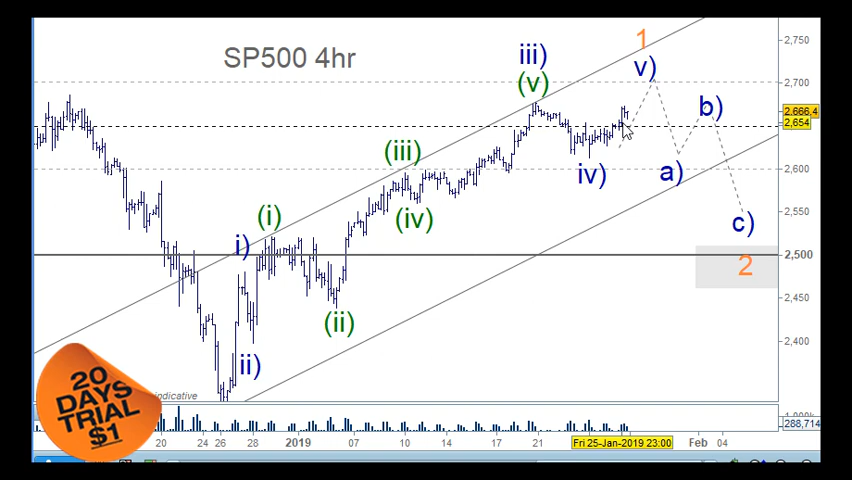 SP500 4hr
1
v)
iii)
(v)
b)
a)
iv)
c)
2
(iii)
(iv)
(i)
i)
(ii)
ii)
2,750
2,700
2,666.4
2,654
2,600
2,550
2,500
2,450
2,400
288,714
indicative
20
DAYS
TRIAL
$1
20 24 26 28 2019 07 10 14 17 21 Fri 25-Jan-2019 23:00 Feb 04